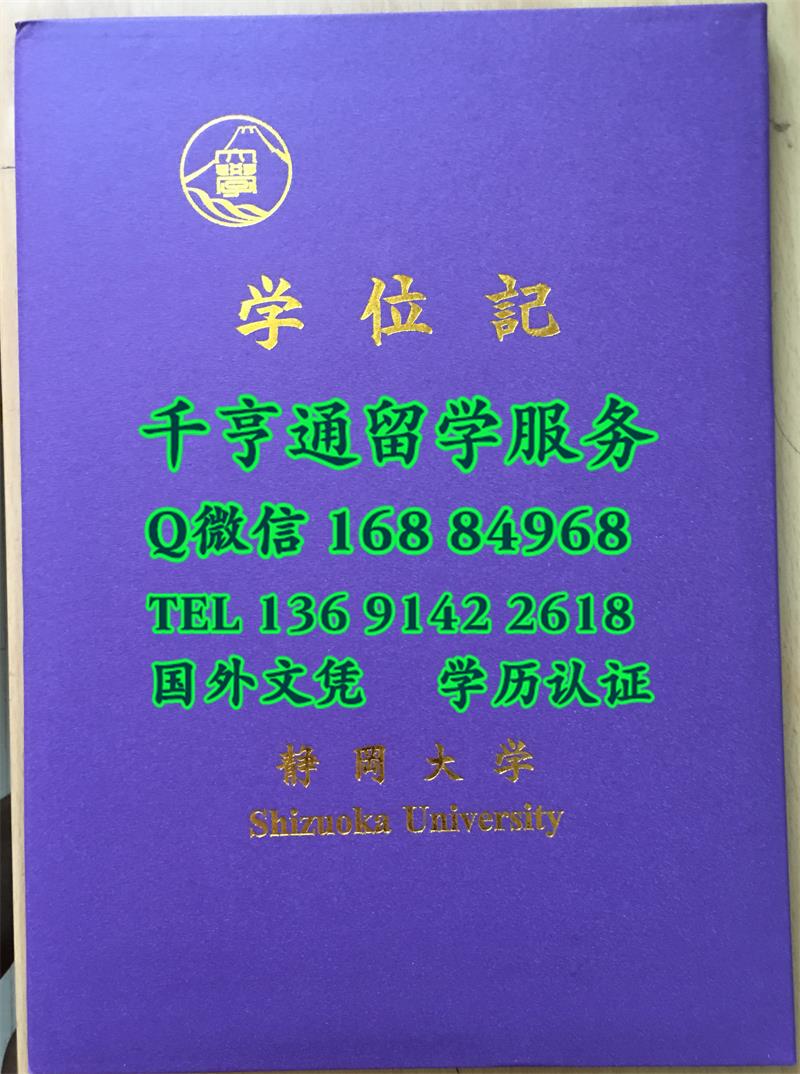 学位記
千亨通留学服务
Q微信 168 84968
TEL 136 9142 2618
国外文凭 学历认证
静岡大学
Shizuoka University